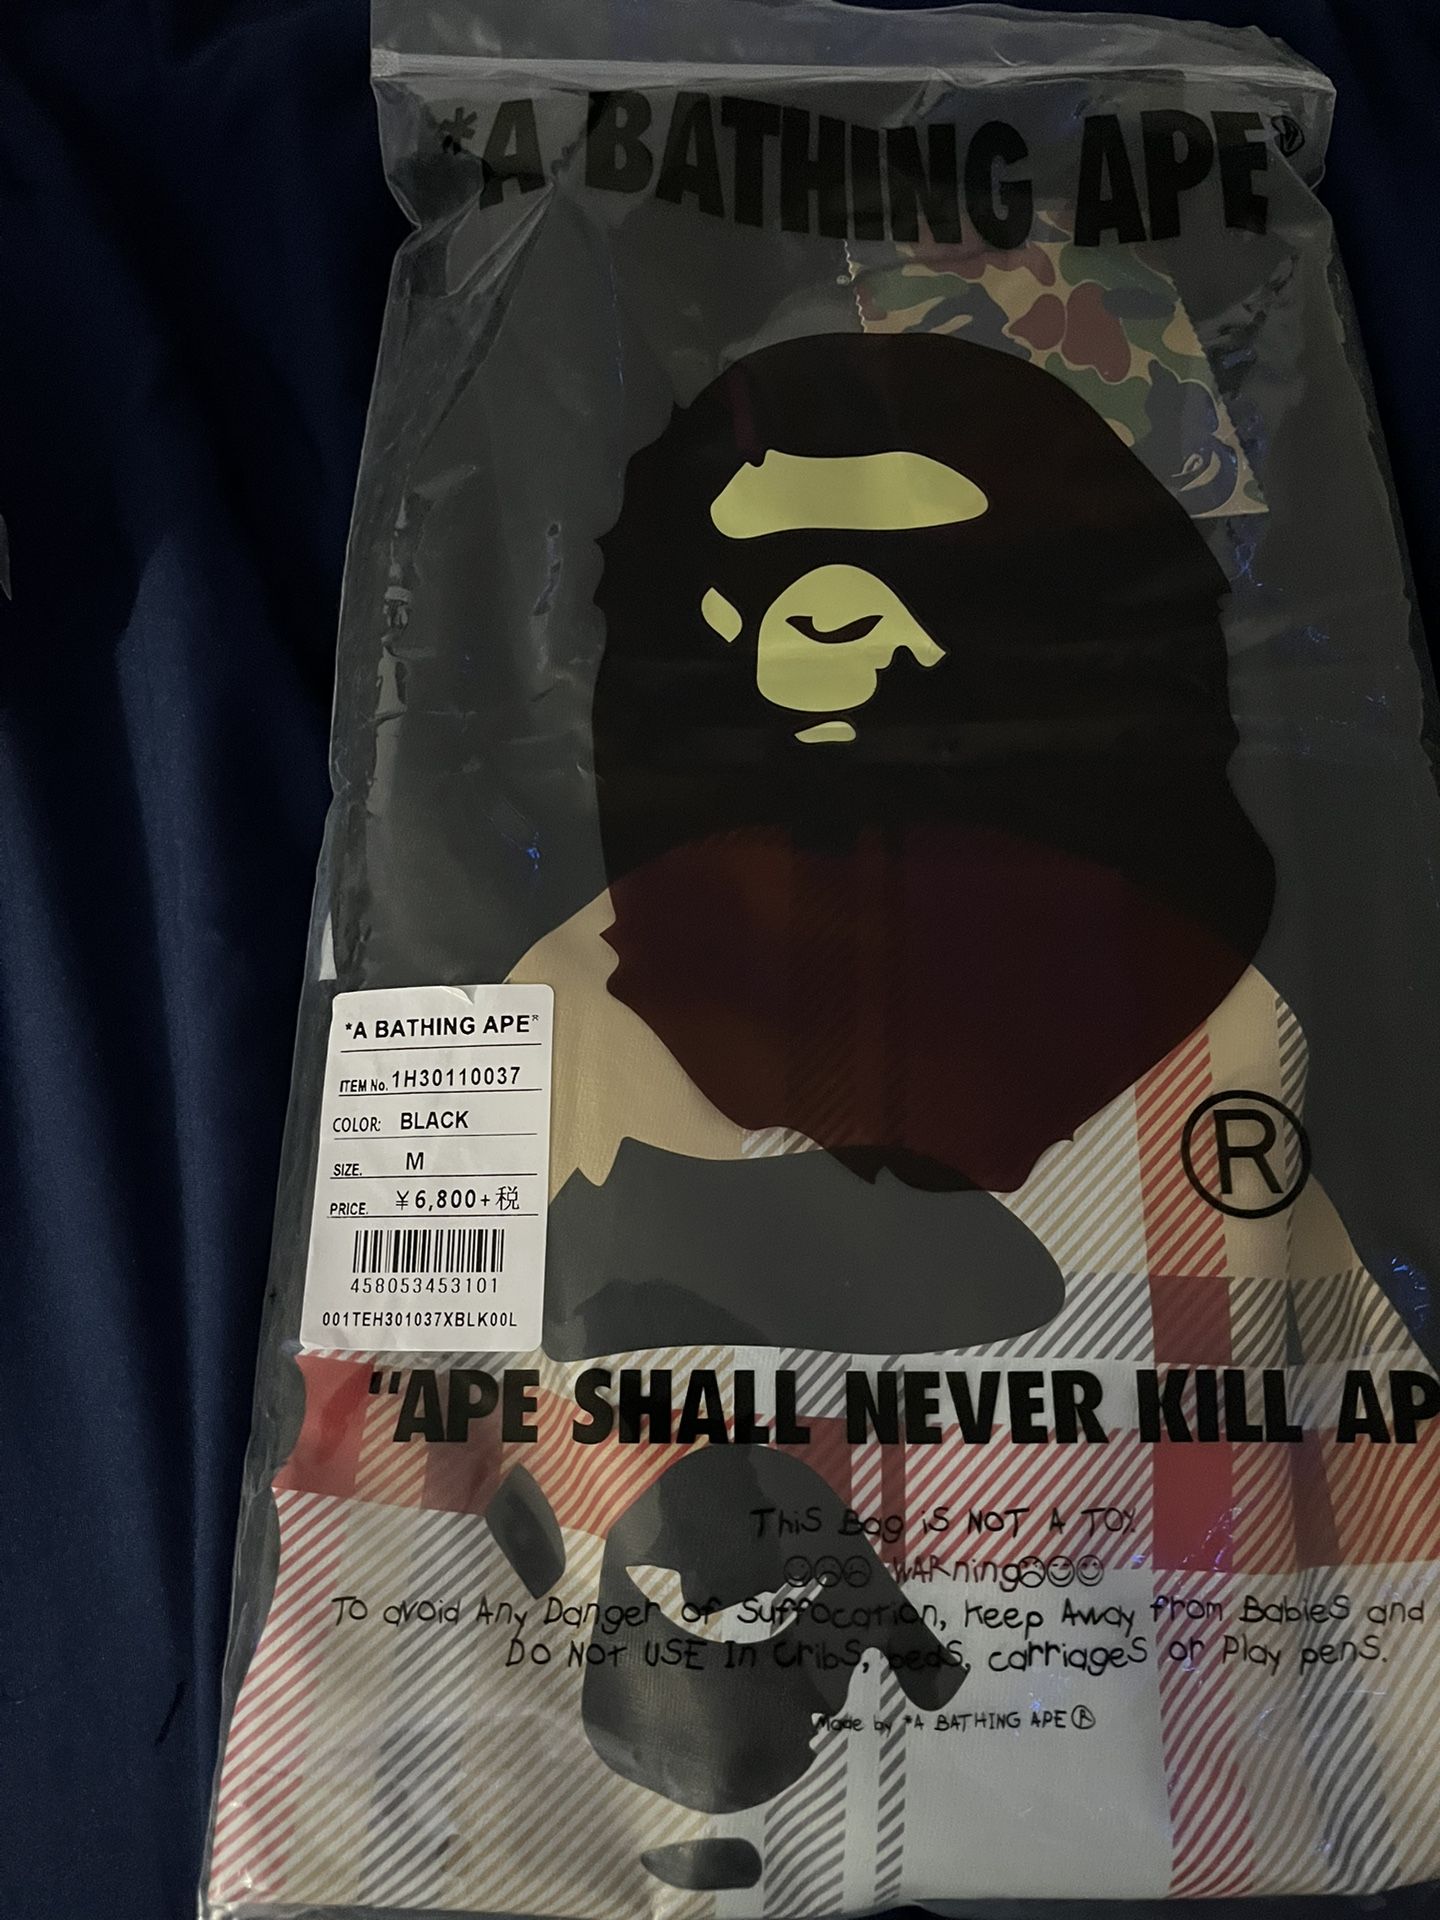 *A BATHING APE®
*A BATHING APE®
ITEM No. 1H30110037
COLOR: BLACK
SIZE. M
PRICE. ¥6,800+税
458053453101
001TEH301037XBLK00L
®
"APE SHALL NEVER KILL AP
This Bag is NOT A TOY.
WARning
To avoid Any Danger of Suffocation, Keep Away from Babies and
DO NOT USE In Cribs, beds, carriages or Play pens.
Made by *A BATHING APE®